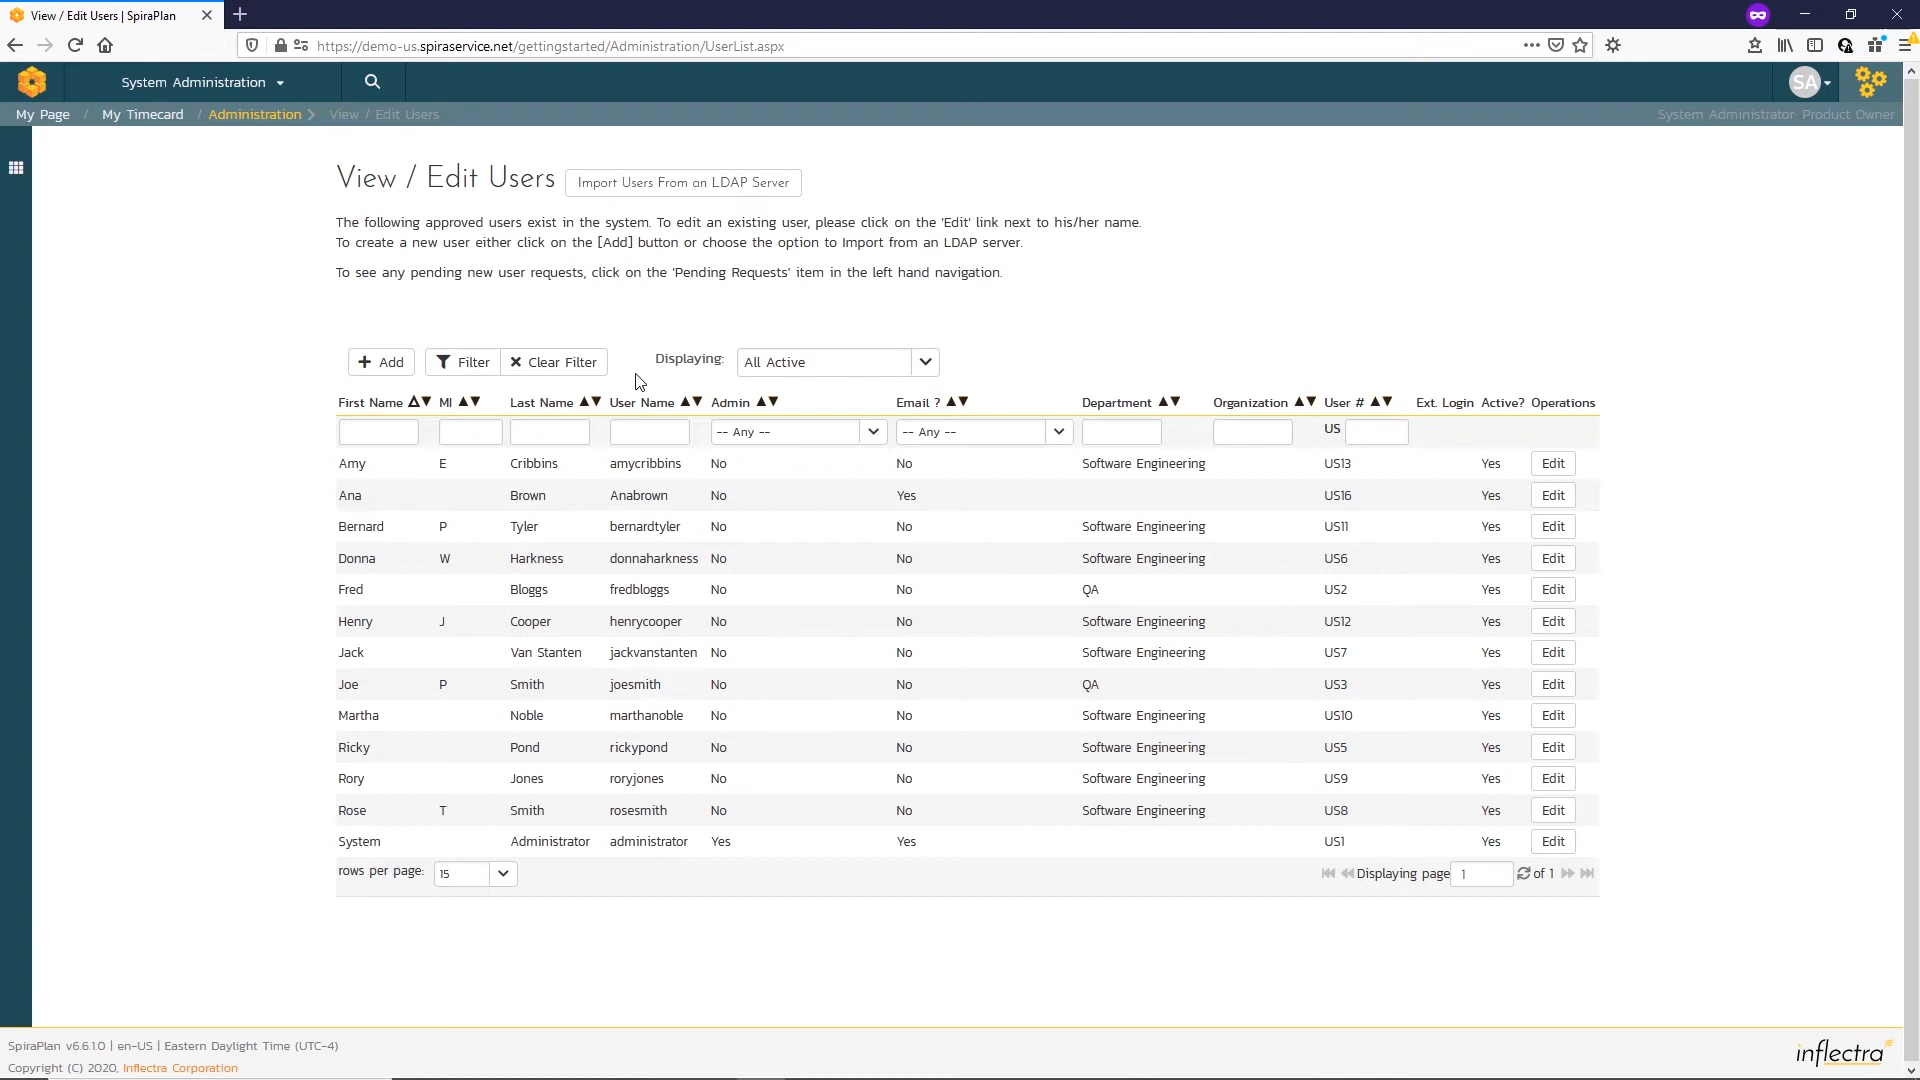 View / Edit Users | SpiraPlan
https://demo-us.spiraservice.net/gettingstarted/Administration/UserList.aspx
System Administration
SA
My Page / My Timecard / Administration > View / Edit Users
System Administrator: Product Owner
View / Edit Users
Import Users From an LDAP Server
The following approved users exist in the system. To edit an existing user, please click on the 'Edit' link next to his/her name.
To create a new user either click on the [Add] button or choose the option to Import from an LDAP server.
To see any pending new user requests, click on the 'Pending Requests' item in the left hand navigation.
Add Filter Clear Filter Displaying: All Active
First Name MI Last Name User Name Admin Email ? Department Organization User # Ext. Login Active? Operations
-- Any -- -- Any -- US
Amy E Cribbins amycribbins No No Software Engineering US13 Yes Edit
Ana Brown Anabrown No Yes US16 Yes Edit
Bernard P Tyler bernardtyler No No Software Engineering US11 Yes Edit
Donna W Harkness donnaharkness No No Software Engineering US6 Yes Edit
Fred Bloggs fredbloggs No No QA US2 Yes Edit
Henry J Cooper henrycooper No No Software Engineering US12 Yes Edit
Jack Van Stanten jackvanstanten No No Software Engineering US7 Yes Edit
Joe P Smith joesmith No No QA US3 Yes Edit
Martha Noble marthanoble No No Software Engineering US10 Yes Edit
Ricky Pond rickypond No No Software Engineering US5 Yes Edit
Rory Jones roryjones No No Software Engineering US9 Yes Edit
Rose T Smith rosesmith No No Software Engineering US8 Yes Edit
System Administrator administrator Yes Yes US1 Yes Edit
rows per page: 15 Displaying page 1 of 1
SpiraPlan v6.6.1.0 | en-US | Eastern Daylight Time (UTC-4)
Copyright (C) 2020, Inflectra Corporation
inflectra